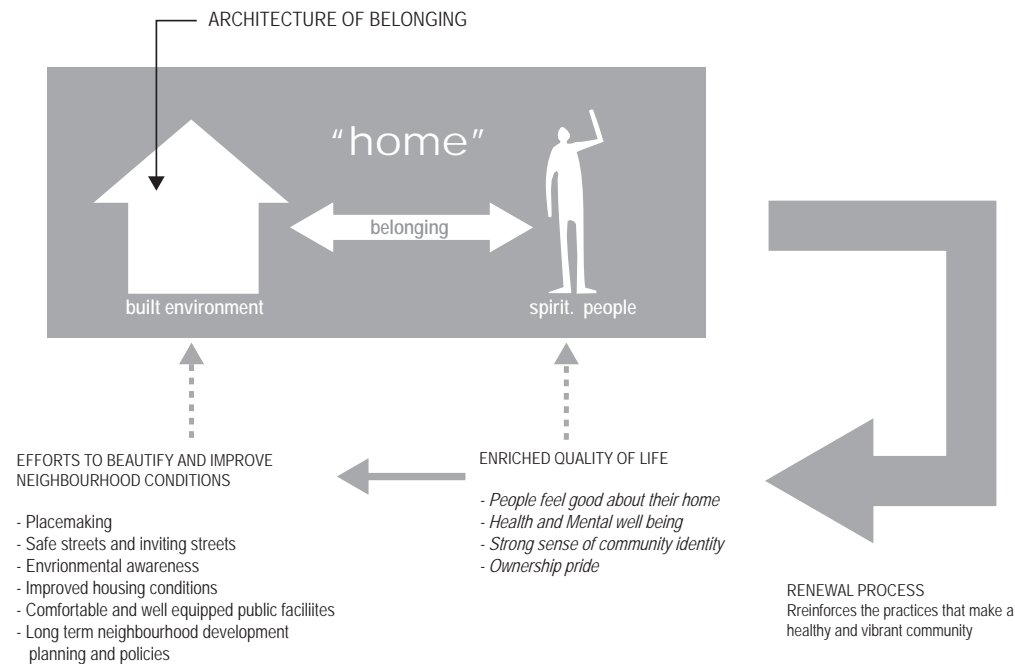 ARCHITECTURE OF BELONGING
"home"
belonging
built environment
spirit. people
EFFORTS TO BEAUTIFY AND IMPROVE
NEIGHBOURHOOD CONDITIONS
- Placemaking
- Safe streets and inviting streets
- Envrionmental awareness
- Improved housing conditions
- Comfortable and well equipped public faciliites
- Long term neighbourhood development
planning and policies
ENRICHED QUALITY OF LIFE
- People feel good about their home
- Health and Mental well being
- Strong sense of community identity
- Ownership pride
RENEWAL PROCESS
Rreinforces the practices that make a
healthy and vibrant community